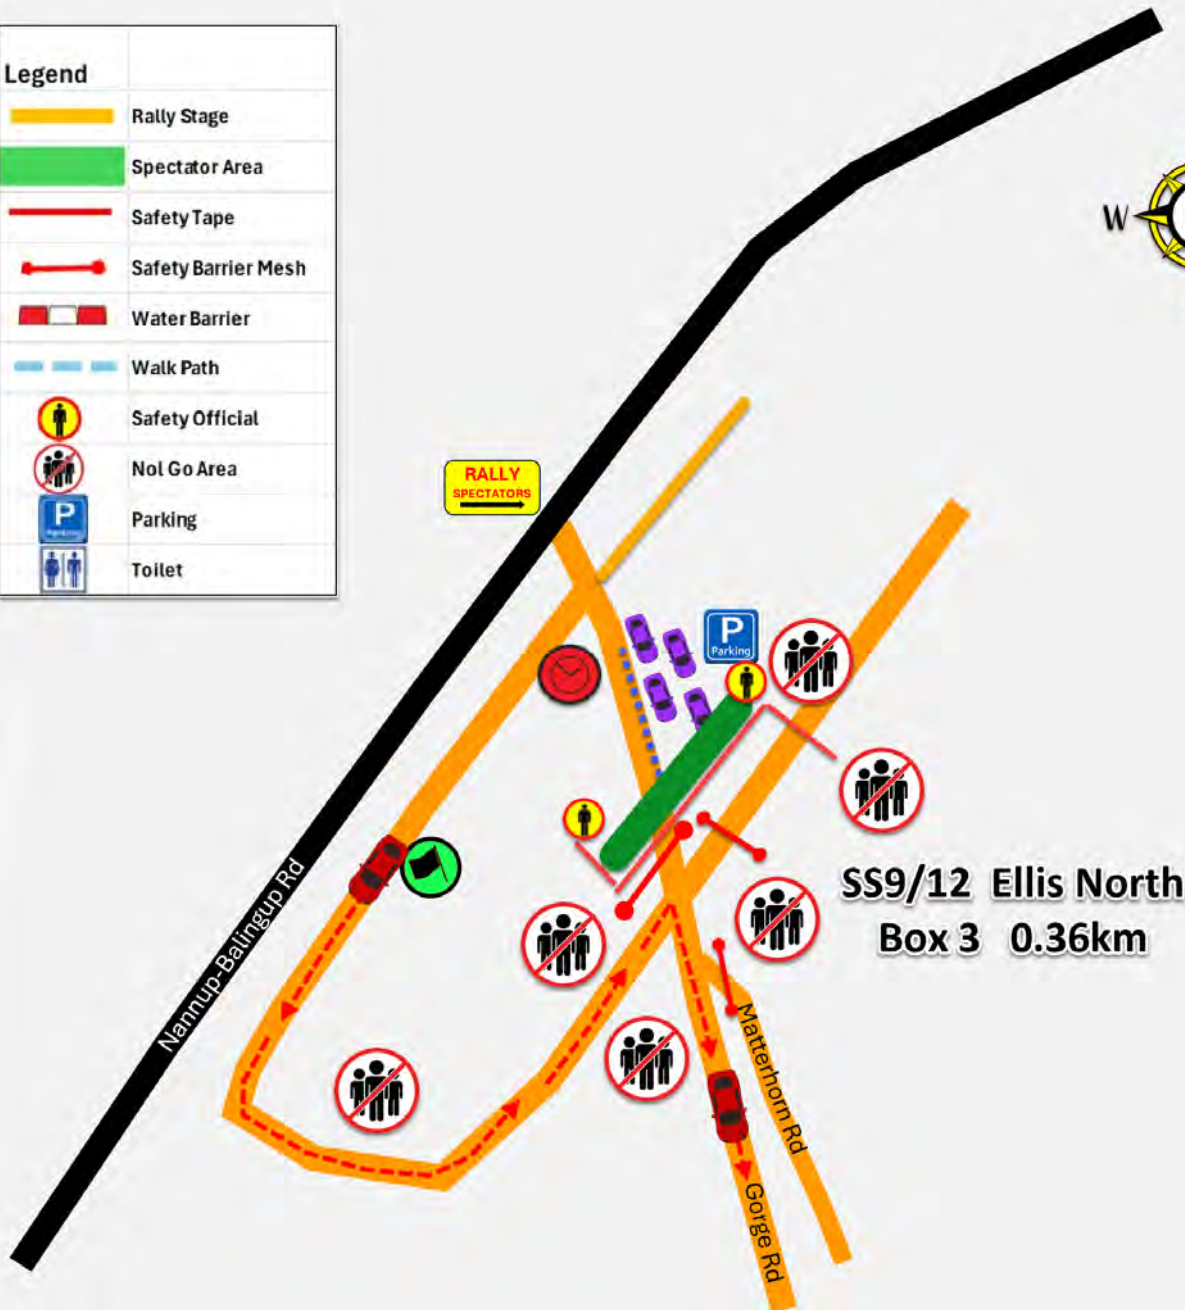 Legend
Rally Stage
Spectator Area
Safety Tape
Safety Barrier Mesh
Water Barrier
Walk Path
Safety Official
Nol Go Area
P
Parking
Parking
Toilet
W
RALLY
SPECTATORS
P
Parking
Nannup-Balingup Rd
SS9/12 Ellis North
Box 3 0.36km
Matterhorn Rd
Gorge Rd